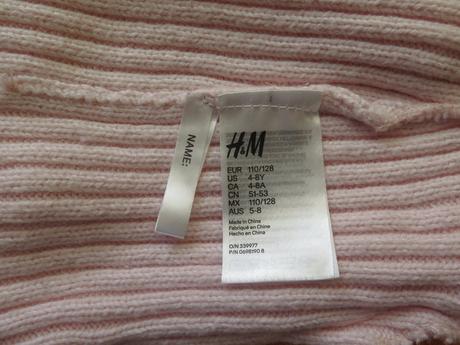 NAME:
H&M
EUR 110/128
US 4-8Y
CA 4-8A
CN 51-53
MX 110/128
AUS 5-8
Made in China
Fabriqué en Chine
Hecho en China
O/N 339977
P/N 0698190 8